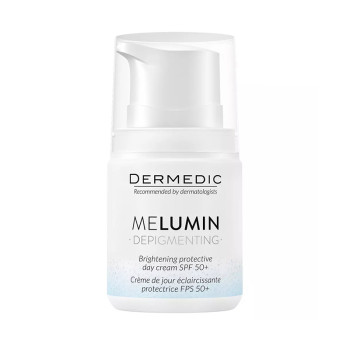 DERMEDIC
Recommended by dermatologists
MELUMIN
·DEPIGMENTING·
Brightening protective
day cream SPF 50+
Crème de jour éclaircissante
protectrice FPS 50+